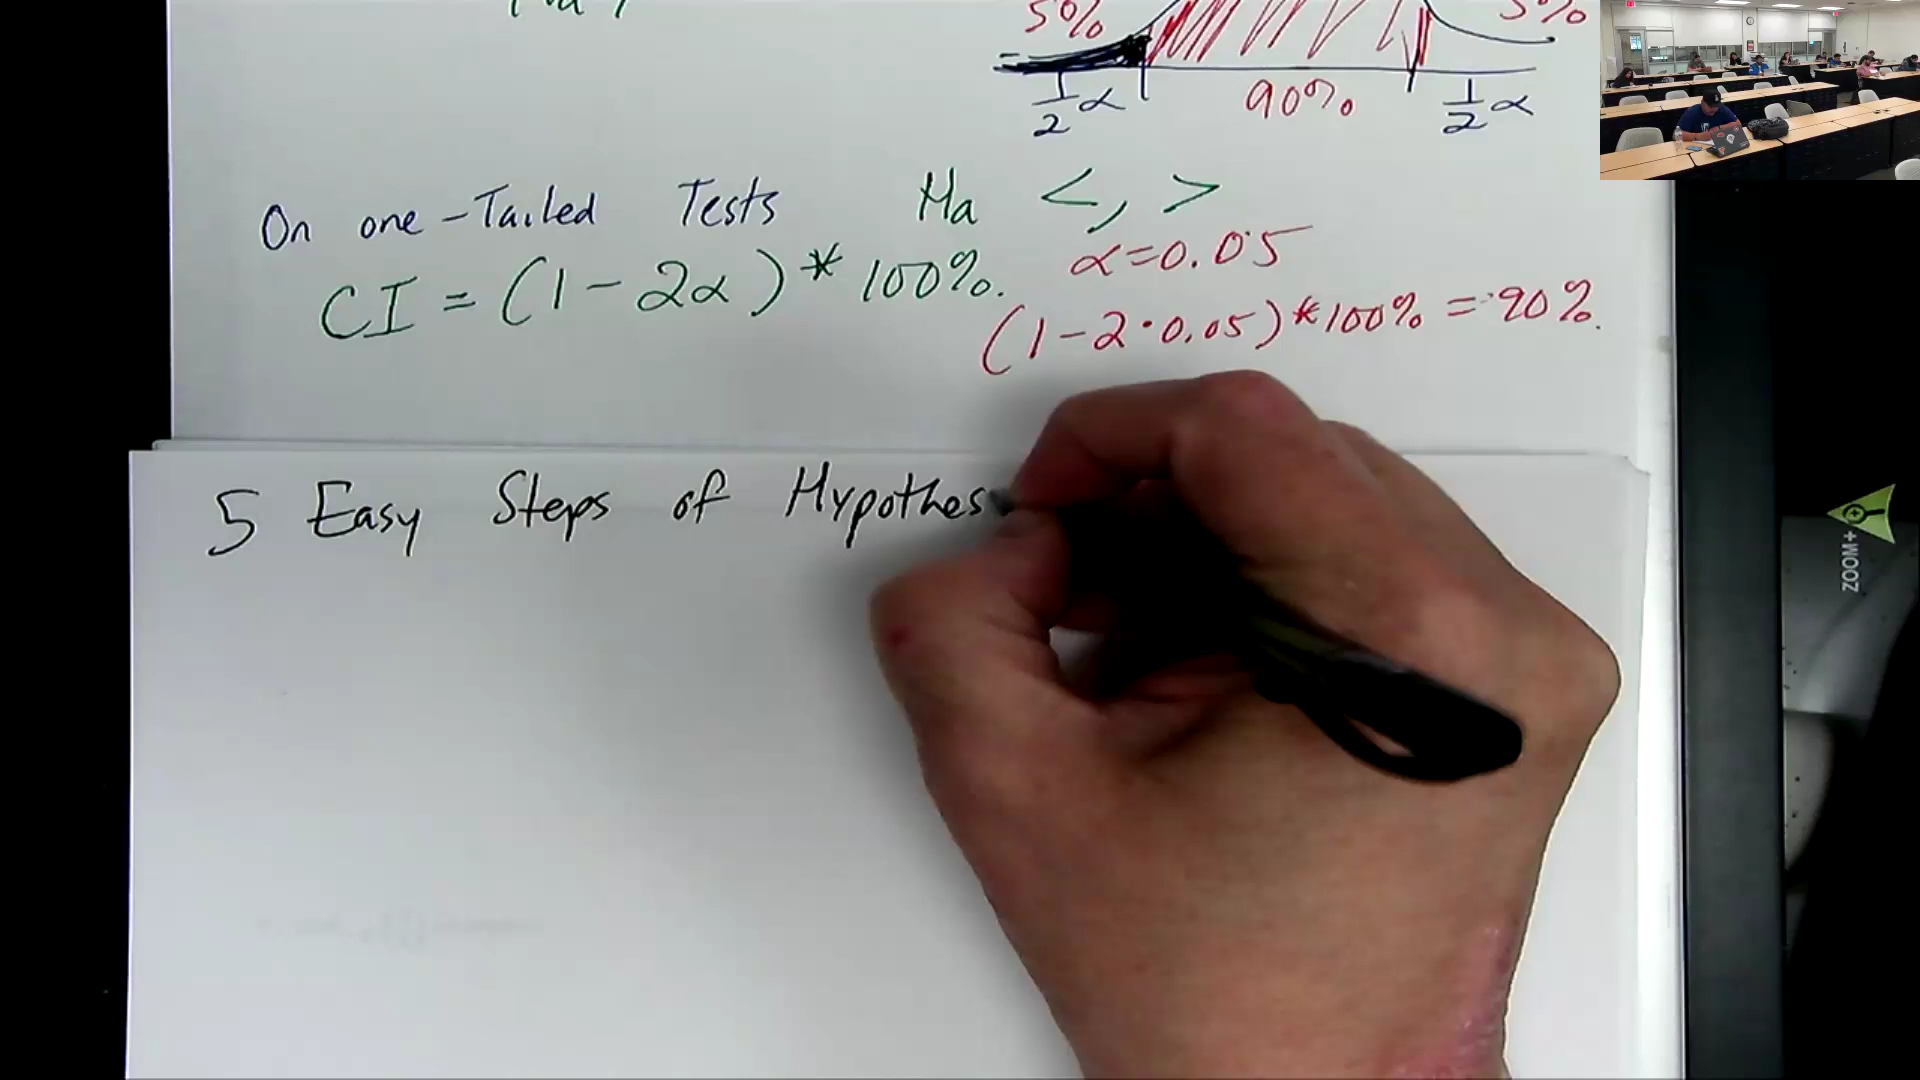 5% 5%
1/2 α 90% 1/2 α
On one-Tailed Tests Ha <, >
α=0.05
CI = (1 - 2α) * 100%.
(1-2·0.05)*100% = 90%.
5 Easy Steps of Hypothes
ZOOM+